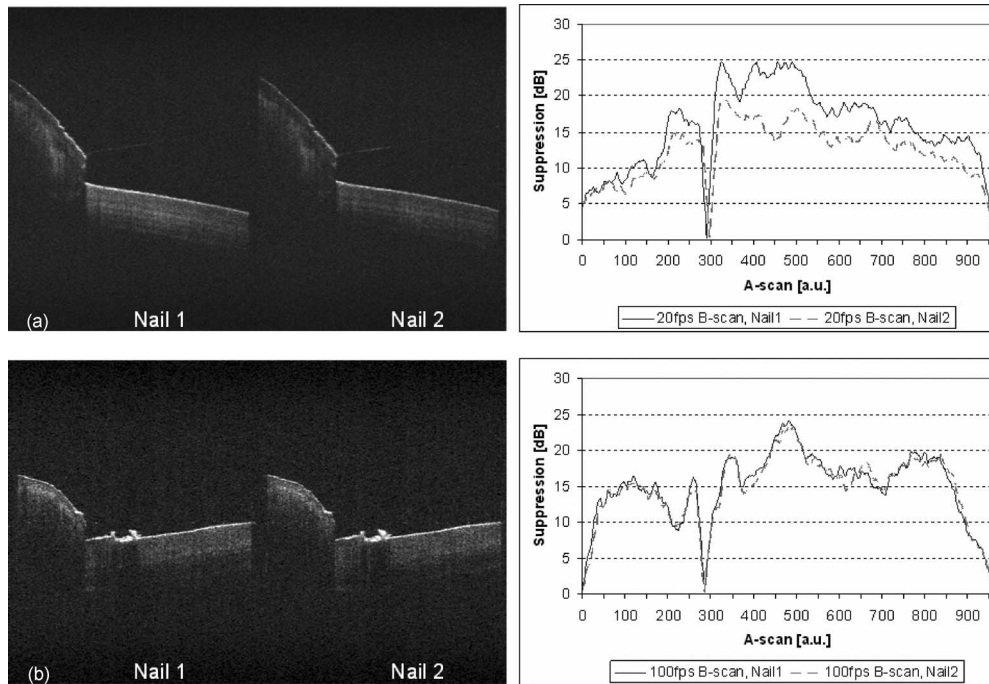 (a)
Nail 1
Nail 2
30
25
20
15
10
5
0
Suppression [dB]
0 100 200 300 400 500 600 700 800 900
A-scan [a.u.]
20fps B-scan, Nail1
20fps B-scan, Nail2
(b)
Nail 1
Nail 2
30
25
20
15
10
5
0
Suppression [dB]
0 100 200 300 400 500 600 700 800 900
A-scan [a.u.]
100fps B-scan, Nail1
100fps B-scan, Nail2